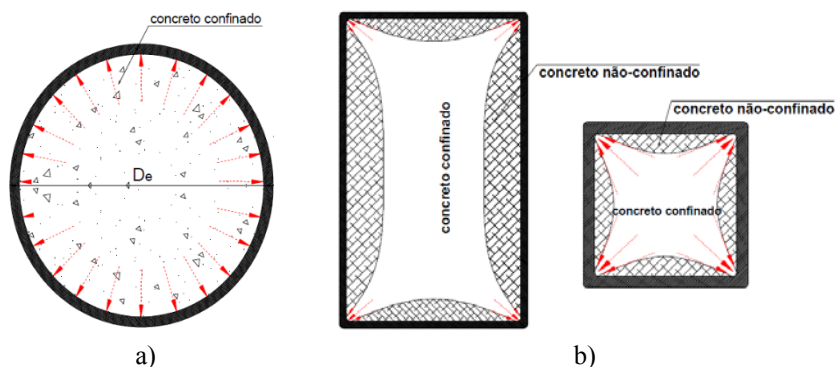 concreto confinado
De
a)
concreto confinado
concreto não-confinado
concreto não-confinado
concreto confinado
b)